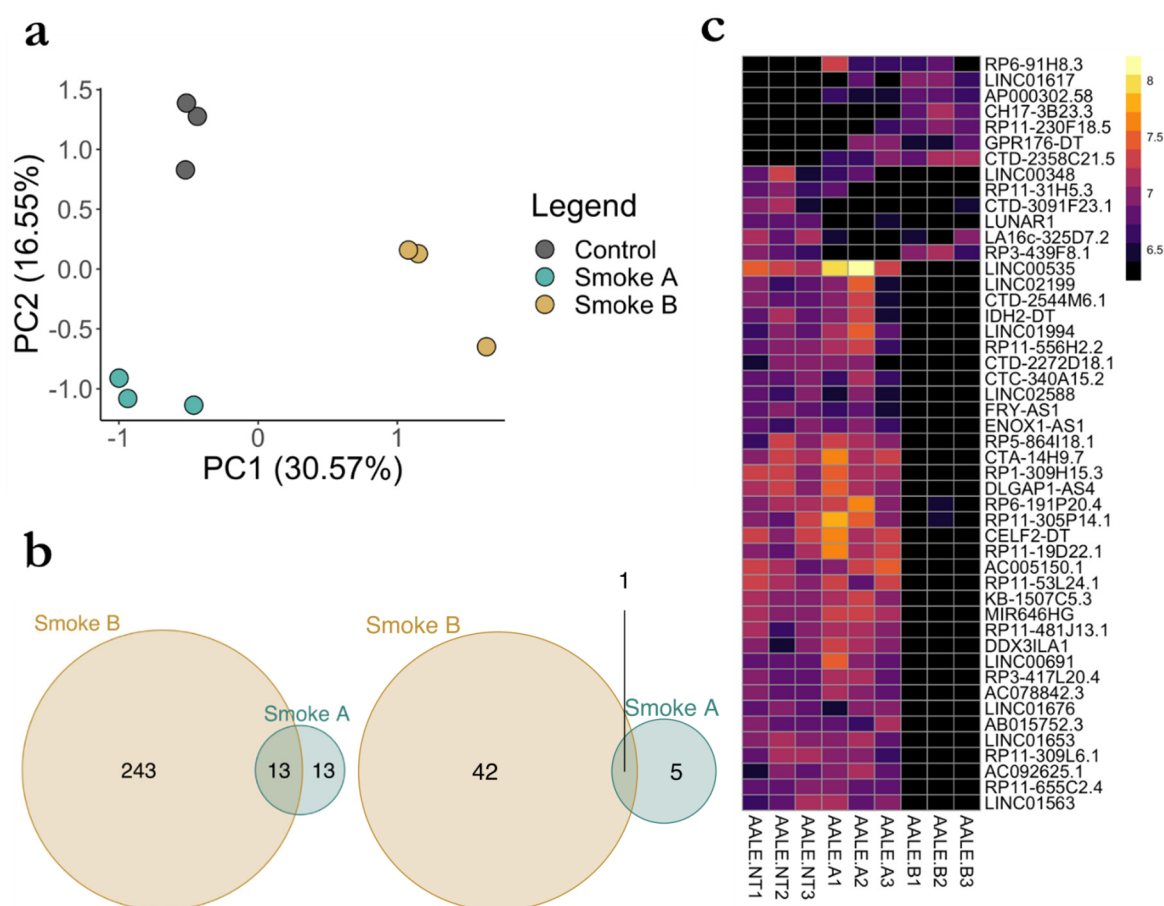 a
1.5
1.0
0.5
0.0
-0.5
-1.0
-1
0
1
PC2 (16.55%)
PC1 (30.57%)
Legend
Control
Smoke A
Smoke B
b
Smoke B
Smoke A
243
13
13
1
Smoke B
Smoke A
42
5
c
RP6-91H8.3
LINC01617
AP000302.58
CH17-3B23.3
RP11-230F18.5
GPR176-DT
CTD-2358C21.5
LINC00348
RP11-31H5.3
CTD-3091F23.1
LUNAR1
LA16c-325D7.2
RP3-439F8.1
LINC00535
LINC02199
CTD-2544M6.1
IDH2-DT
LINC01994
RP11-556H2.2
CTD-2272D18.1
CTC-340A15.2
LINC02588
FRY-AS1
ENOX1-AS1
RP5-864I18.1
CTA-14H9.7
RP1-309H15.3
DLGAP1-AS4
RP6-191P20.4
RP11-305P14.1
CELF2-DT
RP11-19D22.1
AC005150.1
RP11-53L24.1
KB-1507C5.3
MIR646HG
RP11-481J13.1
DDX3ILA1
LINC00691
RP3-417L20.4
AC078842.3
LINC01676
AB015752.3
LINC01653
RP11-309L6.1
AC092625.1
RP11-655C2.4
LINC01563
AALE.NT1
AALE.NT2
AALE.NT3
AALE.A1
AALE.A2
AALE.A3
AALE.B1
AALE.B2
AALE.B3
8
7.5
7
6.5